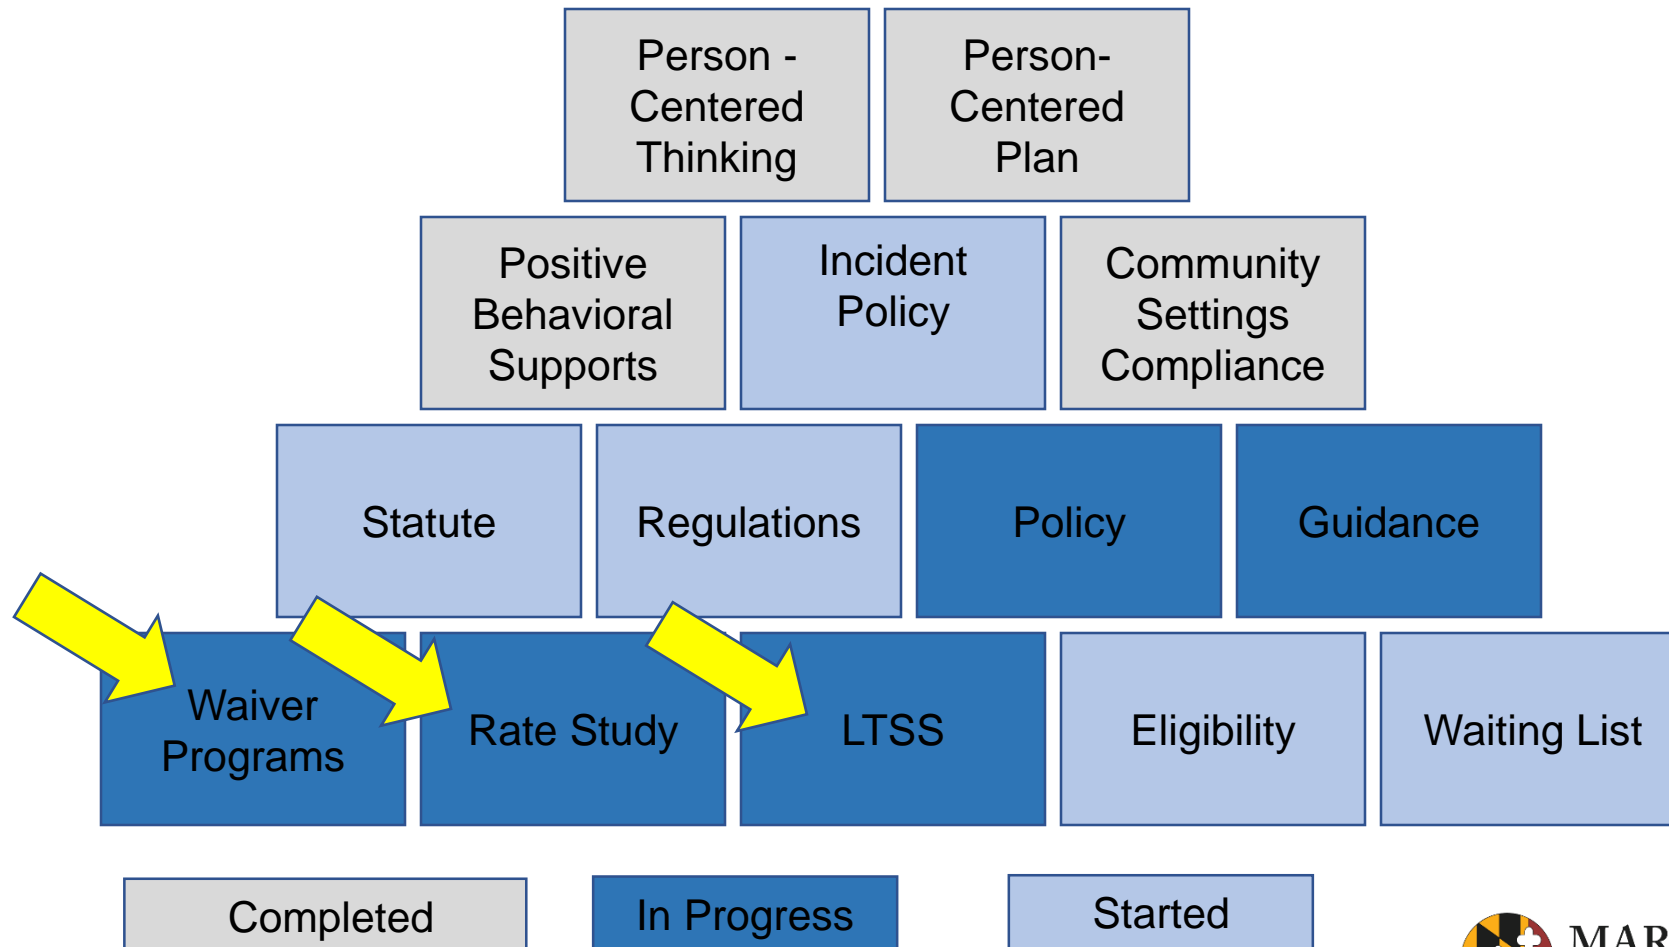 Person -
Centered
Thinking
Person-
Centered
Plan
Positive
Behavioral
Supports
Incident
Policy
Community
Settings
Compliance
Statute
Regulations
Policy
Guidance
Waiver
Programs
Rate Study
LTSS
Eligibility
Waiting List
Completed
In Progress
Started